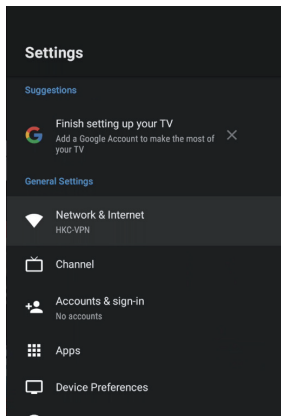 Settings
Suggestions
Finish setting up your TV
Add a Google Account to make the most of
your TV
General Settings
Network & Internet
HKC-VPN
Channel
Accounts & sign-in
No accounts
Apps
Device Preferences